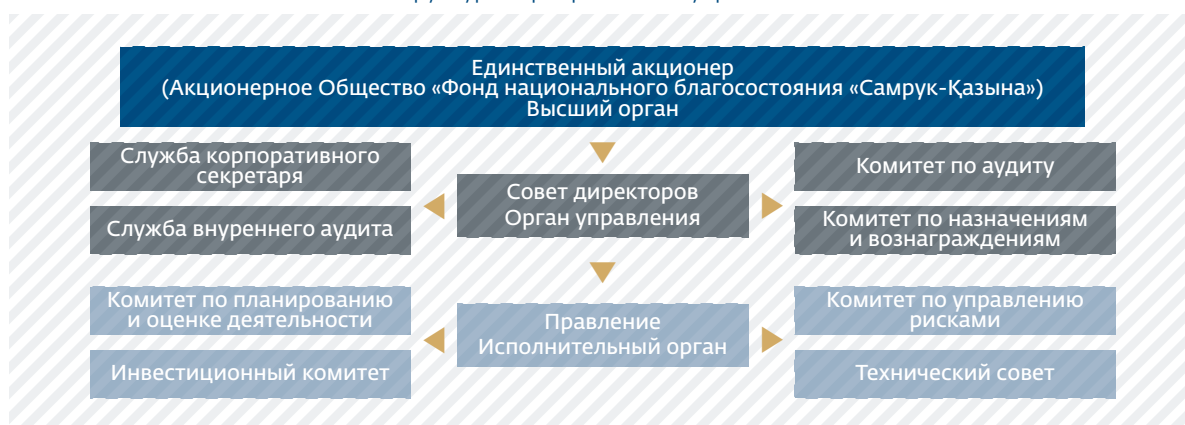 Единственный акционер
(Акционерное Общество «Фонд национального благосостояния «Самрук-Қазына»)
Высший орган
Служба корпоративного
секретаря
Служба внуреннего аудита
Совет директоров
Орган управления
Комитет по аудиту
Комитет по назначениям
и вознаграждениям
Комитет по планированию
и оценке деятельности
Инвестиционный комитет
Правление
Исполнительный орган
Комитет по управлению
рисками
Технический совет